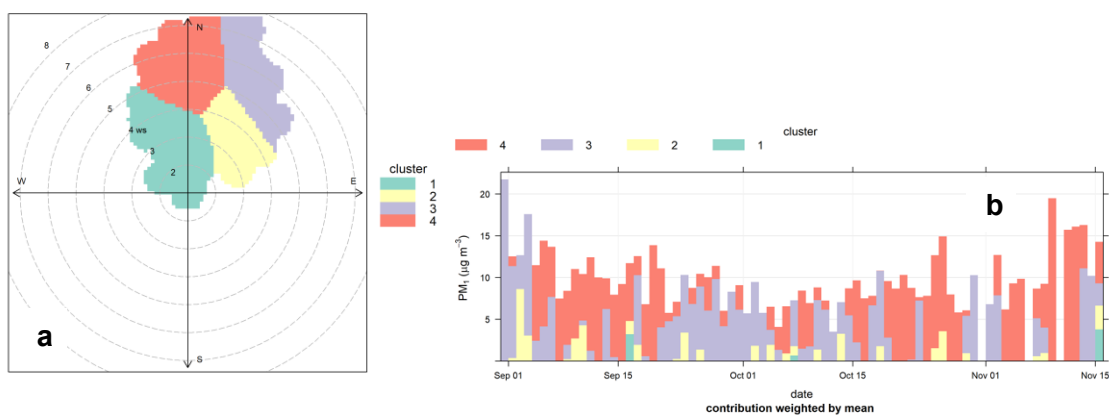 N
8
7
6
5
4 ws
3
2
W
E
S
a
cluster
1
2
3
4
cluster
4
3
2
1
b
PM₁ (μg m⁻³)
20
15
10
5
Sep 01
Sep 15
Oct 01
Oct 15
Nov 01
Nov 15
date
contribution weighted by mean